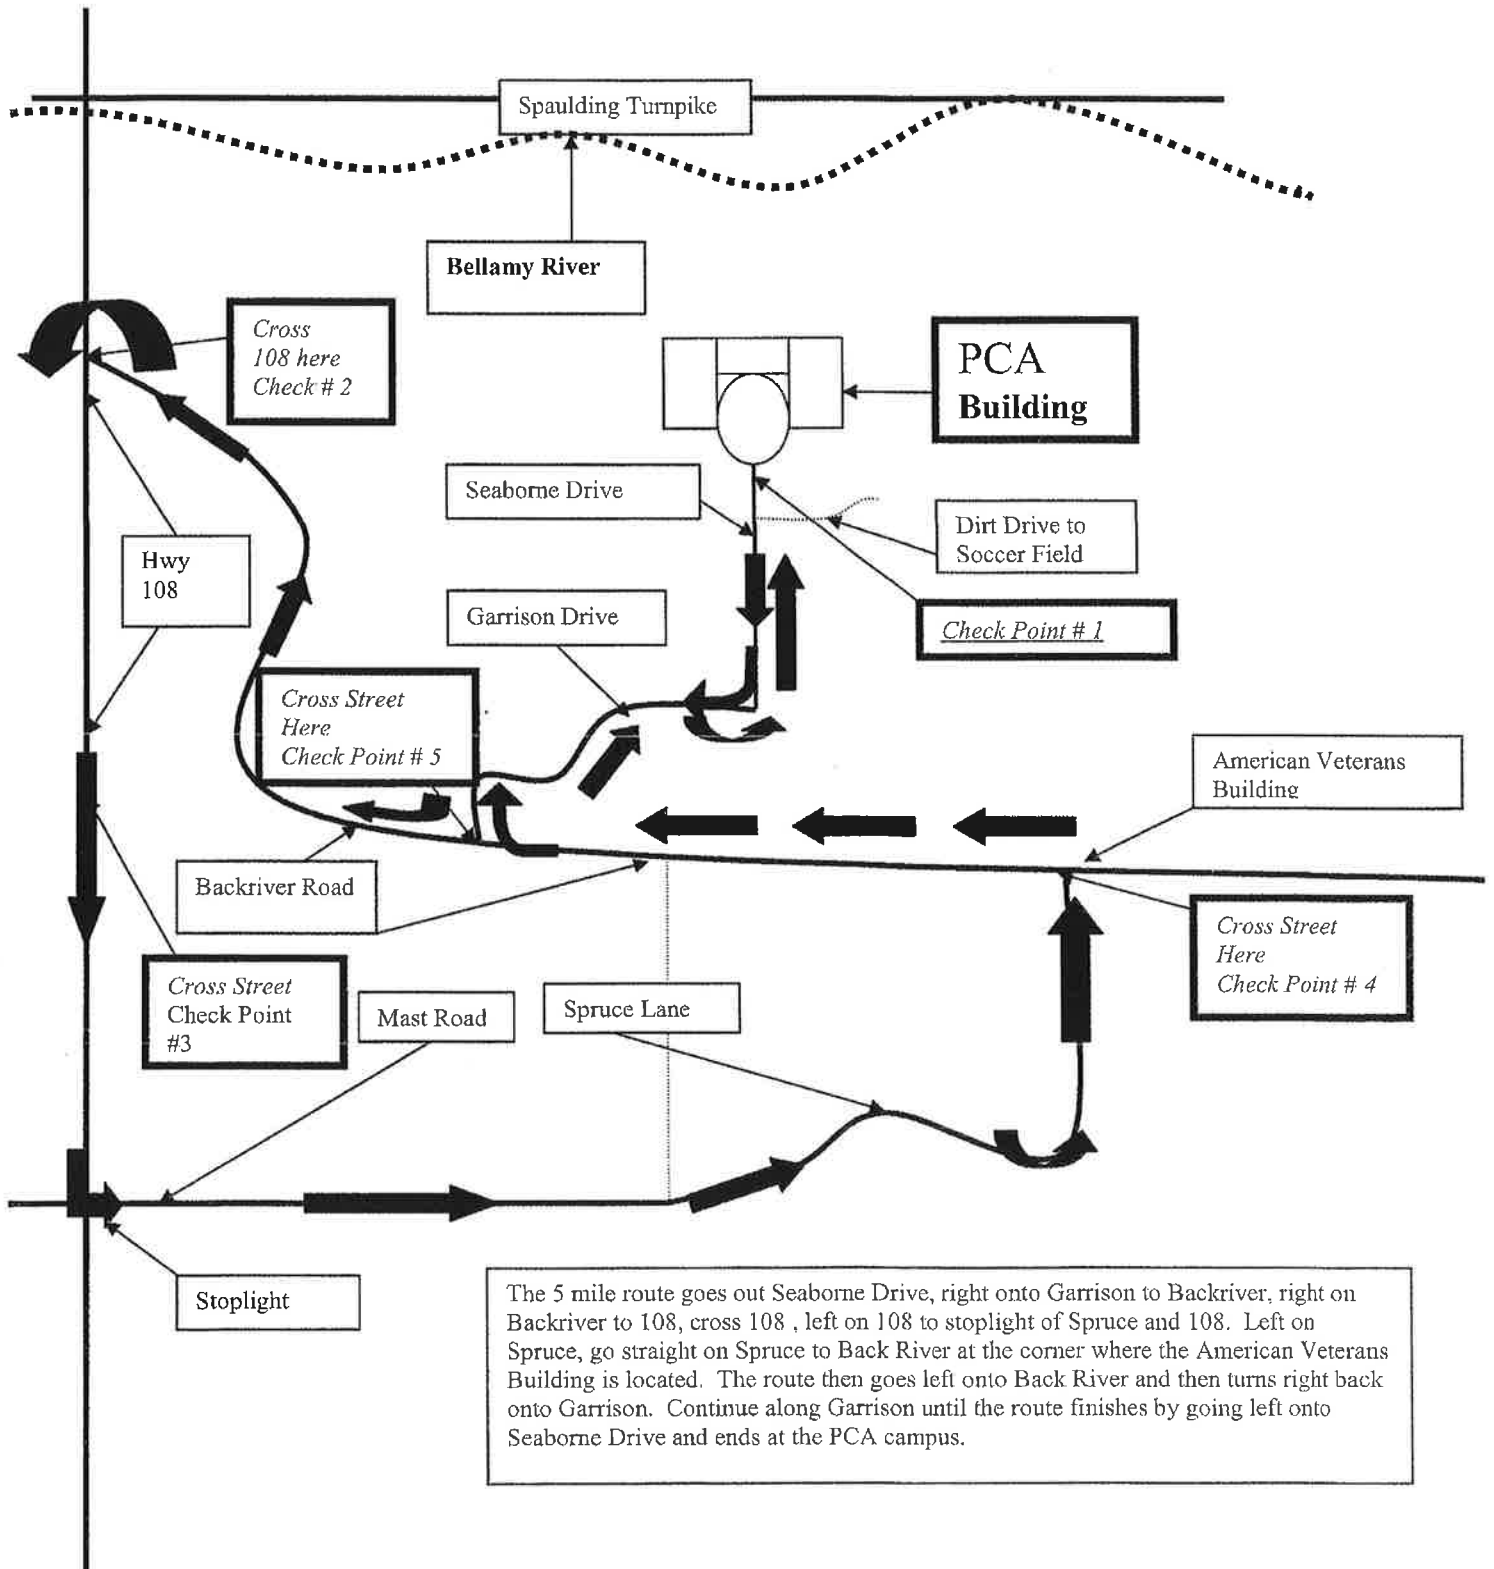 Spaulding Turnpike
Bellamy River
Cross
108 here
Check # 2
PCA
Building
Seaborne Drive
Dirt Drive to
Soccer Field
Hwy
108
Garrison Drive
Check Point # 1
Cross Street
Here
Check Point # 5
American Veterans
Building
Backriver Road
Cross Street
Here
Check Point # 4
Cross Street
Check Point
#3
Mast Road
Spruce Lane
Stoplight
The 5 mile route goes out Seaborne Drive, right onto Garrison to Backriver, right on
Backriver to 108, cross 108 , left on 108 to stoplight of Spruce and 108. Left on
Spruce, go straight on Spruce to Back River at the corner where the American Veterans
Building is located. The route then goes left onto Back River and then turns right back
onto Garrison. Continue along Garrison until the route finishes by going left onto
Seaborne Drive and ends at the PCA campus.